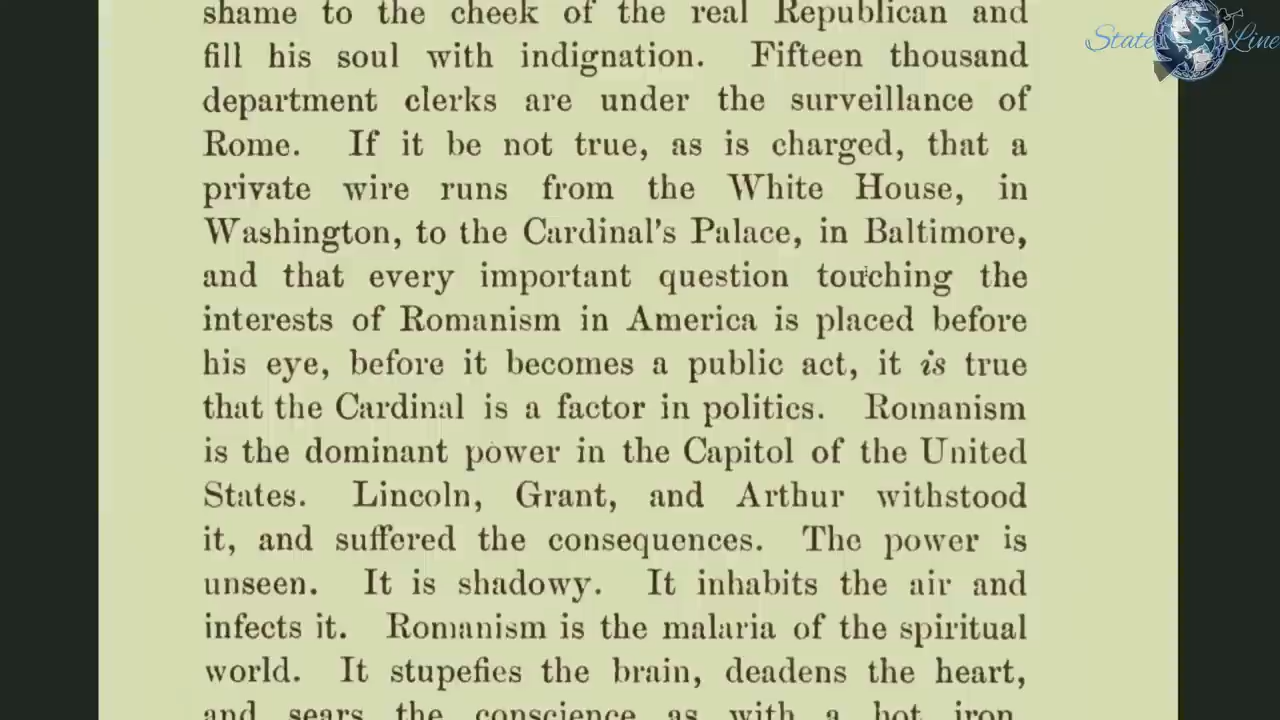 shame to the cheek of the real Republican and
fill his soul with indignation. Fifteen thousand
department clerks are under the surveillance of
Rome. If it be not true, as is charged, that a
private wire runs from the White House, in
Washington, to the Cardinal's Palace, in Baltimore,
and that every important question touching the
interests of Romanism in America is placed before
his eye, before it becomes a public act, it is true
that the Cardinal is a factor in politics. Romanism
is the dominant power in the Capitol of the United
States. Lincoln, Grant, and Arthur withstood
it, and suffered the consequences. The power is
unseen. It is shadowy. It inhabits the air and
infects it. Romanism is the malaria of the spiritual
world. It stupefies the brain, deadens the heart,
and sears the conscience as with a hot iron.
State Line